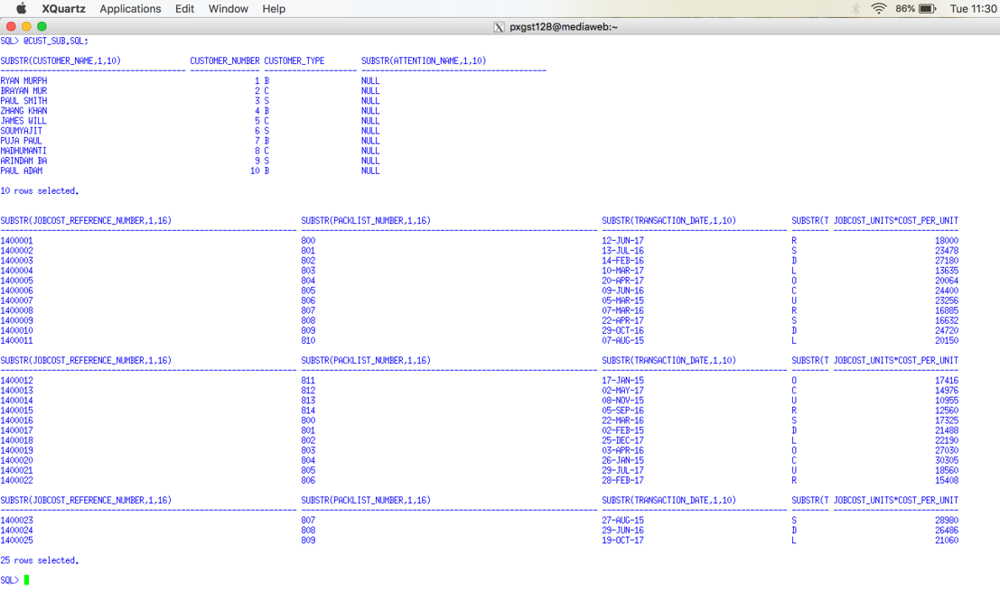 XQuartz Applications Edit Window Help 86% Tue 11:30
X pxgst128@mediaweb:~
SQL> @CUST_SUB.SQL;
SUBSTR(CUSTOMER_NAME,1,10) CUSTOMER_NUMBER CUSTOMER_TYPE SUBSTR(ATTENTION_NAME,1,10)
RYAN MURPH 1 B NULL
BRAYAN MUR 2 C NULL
PAUL SMITH 3 S NULL
ZHANG KHAN 4 B NULL
JAMES WILL 5 C NULL
SOUMYAJIT 6 S NULL
PUJA PAUL 7 B NULL
MADHUMANTI 8 C NULL
ARINDAM BA 9 S NULL
PAUL ADAM 10 B NULL
10 rows selected.
SUBSTR(JOBCOST_REFERENCE_NUMBER,1,16) SUBSTR(PACKLIST_NUMBER,1,16) SUBSTR(TRANSACTION_DATE,1,10) SUBSTR(T JOBCOST_UNITS*COST_PER_UNIT
1400001 800 12-JUN-17 R 18000
1400002 801 13-JUL-16 S 23478
1400003 802 14-FEB-16 D 27180
1400004 803 10-MAR-17 L 13635
1400005 804 20-APR-17 O 20064
1400006 805 09-JUN-16 C 24400
1400007 806 05-MAR-15 U 23256
1400008 807 07-MAR-16 R 16885
1400009 808 22-APR-17 S 16632
1400010 809 29-OCT-16 D 24720
1400011 810 07-AUG-15 L 20150
SUBSTR(JOBCOST_REFERENCE_NUMBER,1,16) SUBSTR(PACKLIST_NUMBER,1,16) SUBSTR(TRANSACTION_DATE,1,10) SUBSTR(T JOBCOST_UNITS*COST_PER_UNIT
1400012 811 17-JAN-15 O 17416
1400013 812 02-MAY-17 C 14976
1400014 813 08-NOV-15 U 10955
1400015 814 05-SEP-16 R 12560
1400016 800 22-MAR-16 S 17325
1400017 801 02-FEB-15 D 21488
1400018 802 25-DEC-17 L 22190
1400019 803 03-APR-16 O 27030
1400020 804 26-JAN-15 C 30305
1400021 805 29-JUL-17 U 18560
1400022 806 28-FEB-17 R 15408
SUBSTR(JOBCOST_REFERENCE_NUMBER,1,16) SUBSTR(PACKLIST_NUMBER,1,16) SUBSTR(TRANSACTION_DATE,1,10) SUBSTR(T JOBCOST_UNITS*COST_PER_UNIT
1400023 807 27-AUG-15 S 28980
1400024 808 29-JUN-16 D 26486
1400025 809 19-OCT-17 L 21060
25 rows selected.
SQL>